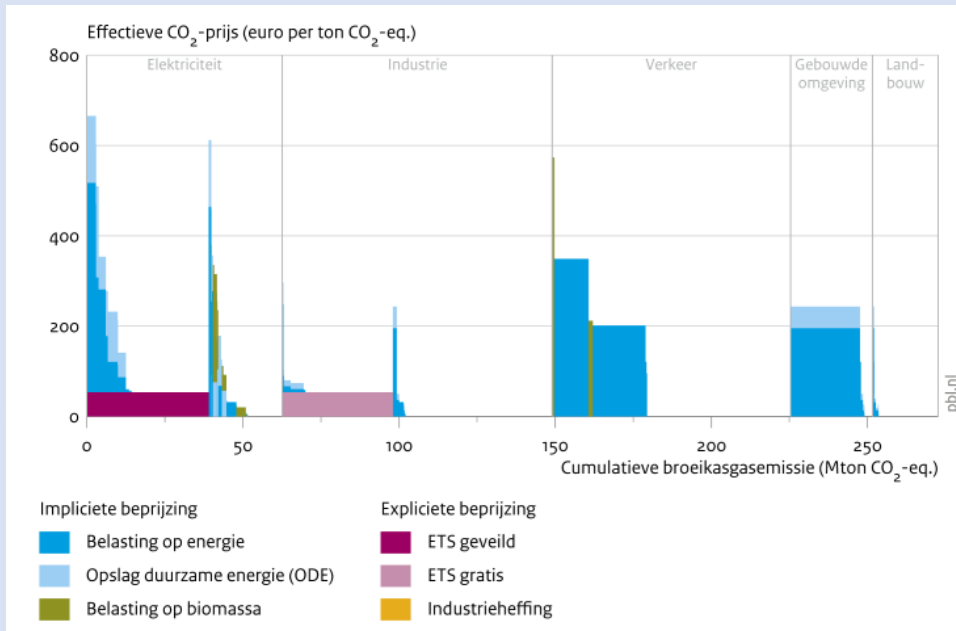 Effectieve CO₂-prijs (euro per ton CO₂-eq.)
800
Elektriciteit
Industrie
Verkeer
Gebouwde
omgeving
Land-
bouw
600
400
200
0
0
50
100
150
200
250
pbl.nl
Cumulatieve broeikasgasemissie (Mton CO₂-eq.)
Impliciete beprijzing
Belasting op energie
Opslag duurzame energie (ODE)
Belasting op biomassa
Expliciete beprijzing
ETS geveild
ETS gratis
Industrieheffing